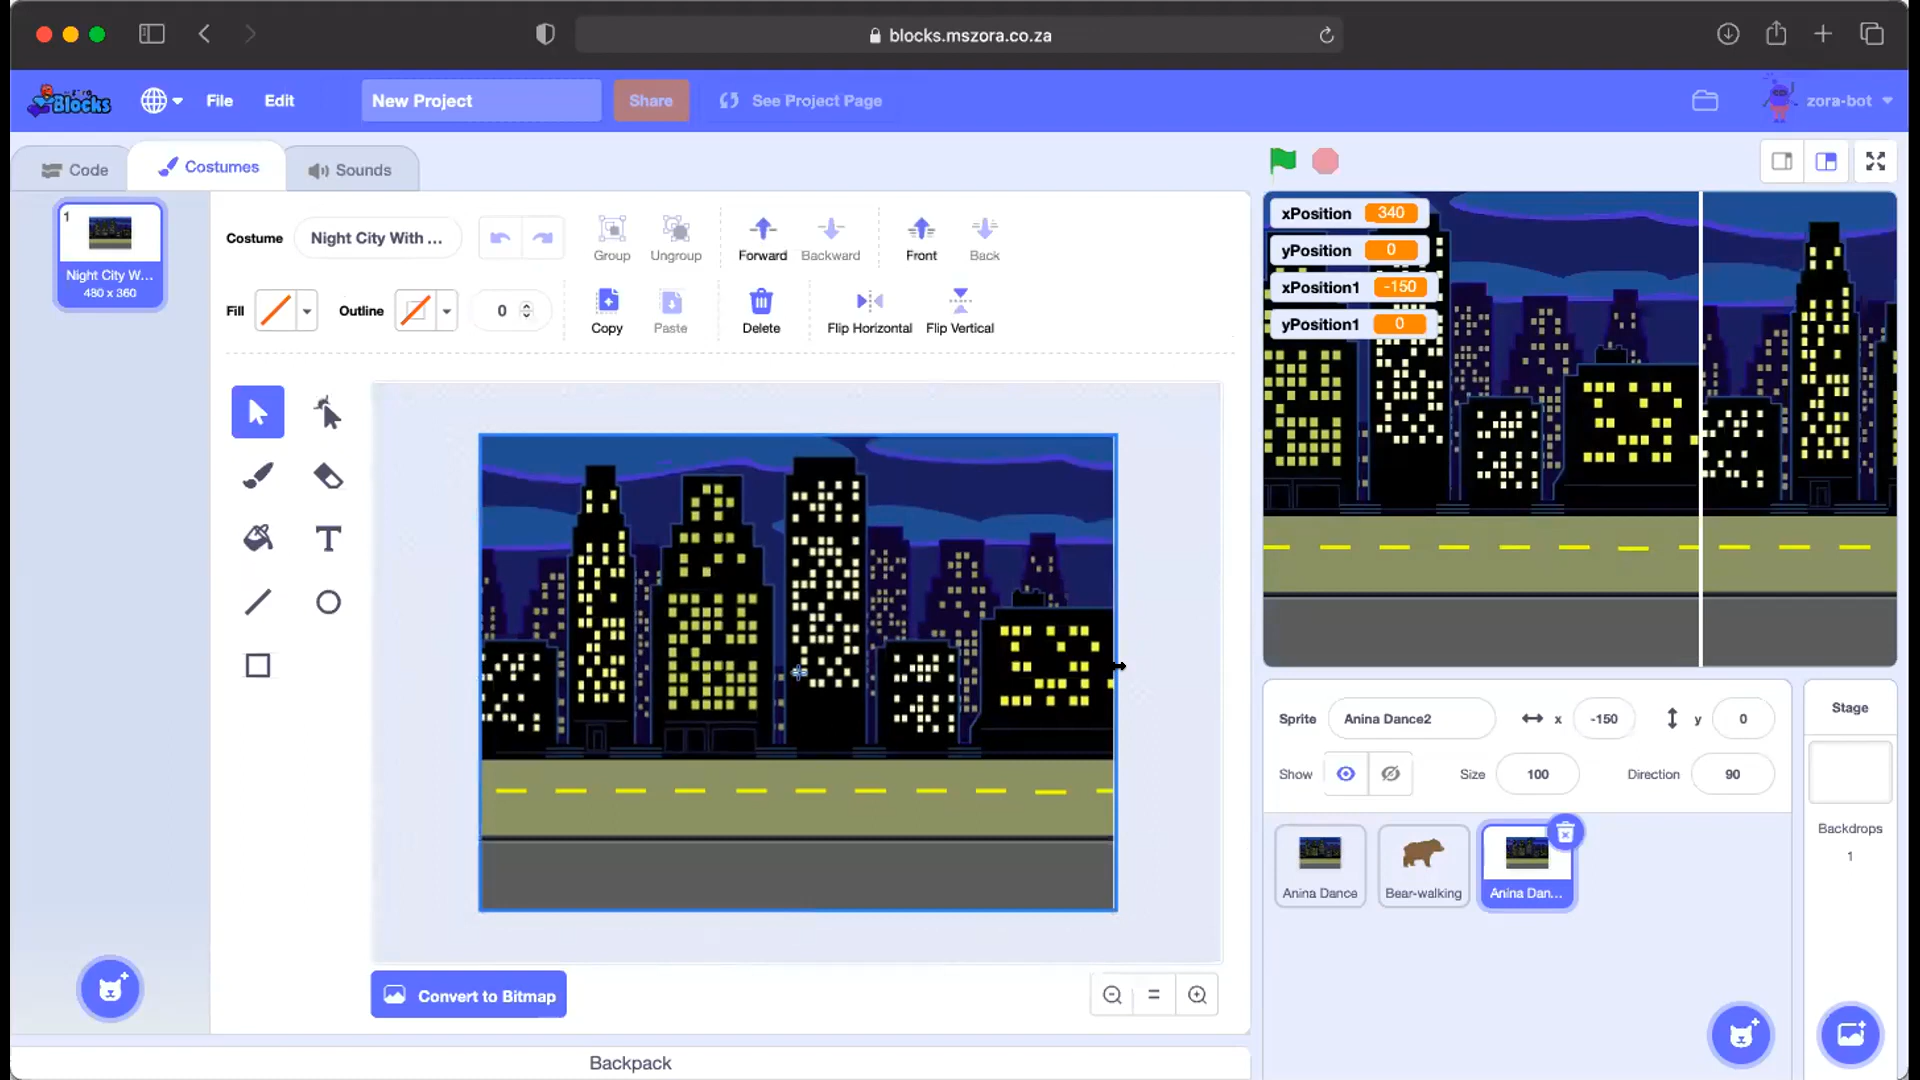 blocks.mszora.co.za
Blocks
File
Edit
New Project
Share
See Project Page
zora-bot
Code
Costumes
Sounds
1
Night City W...
480 x 360
Costume
Night City With ...
Group
Ungroup
Forward
Backward
Front
Back
Fill
Outline
0
Copy
Paste
Delete
Flip Horizontal
Flip Vertical
T
Convert to Bitmap
Backpack
xPosition 340
yPosition 0
xPosition1 -150
yPosition1 0
Sprite
Anina Dance2
x
-150
y
0
Show
Size
100
Direction
90
Anina Dance
Bear-walking
Anina Dan...
Stage
Backdrops
1